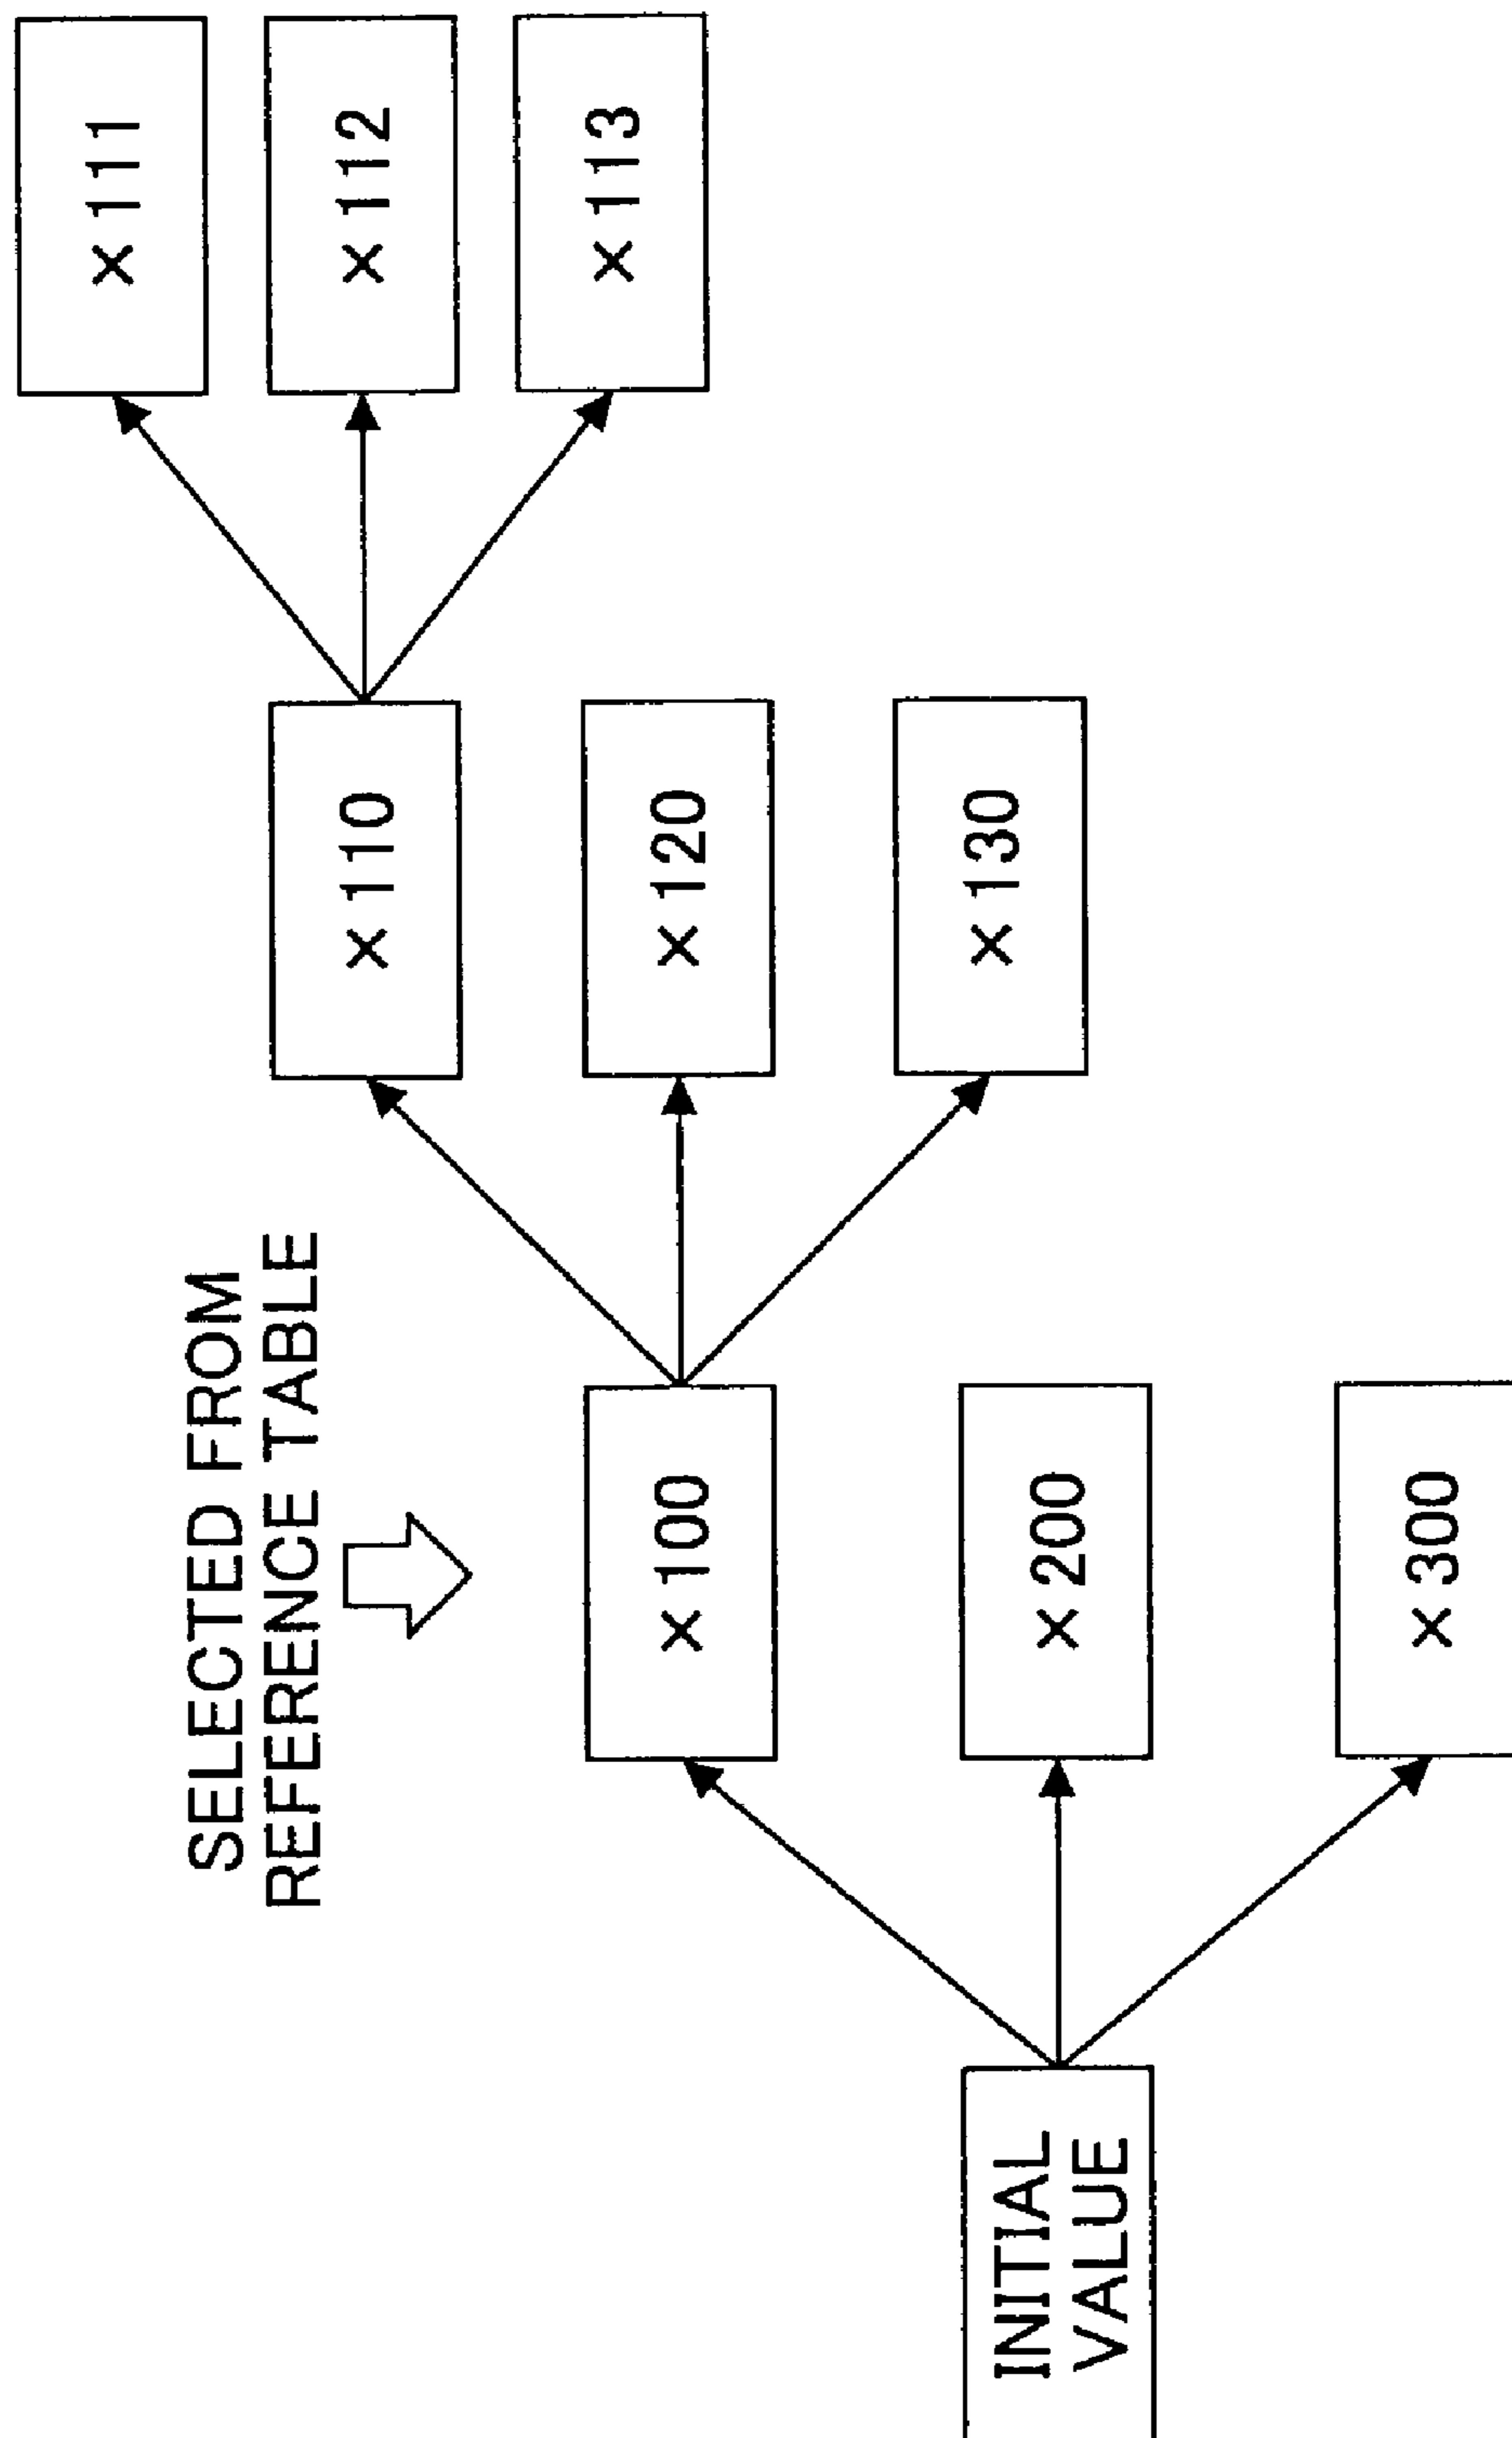 SELECTED FROM
REFERENCE TABLE
INITIAL
VALUE
×100
×200
×300
×110
×120
×130
×111
×112
×113